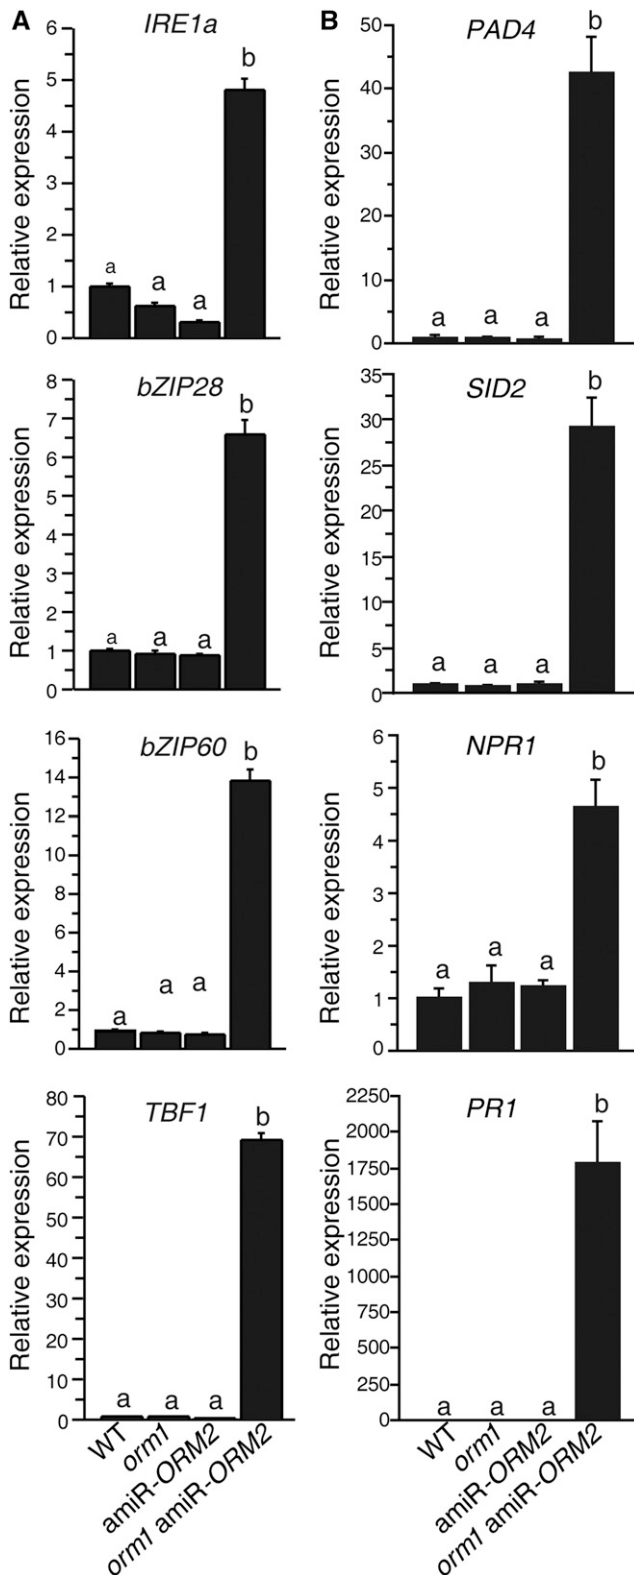 A
IRE1a
Relative expression
6
5
4
3
2
1
0
a
a
a
b
B
PAD4
Relative expression
50
40
30
20
10
0
a
a
a
b
bZIP28
Relative expression
8
7
6
5
4
3
2
1
0
a
a
a
b
SID2
Relative expression
35
30
25
20
15
10
5
0
a
a
a
b
bZIP60
Relative expression
16
14
12
10
8
6
4
2
0
a
a
a
b
NPR1
Relative expression
6
5
4
3
2
1
0
a
a
a
b
TBF1
Relative expression
80
70
60
50
40
30
20
10
0
a
a
a
b
WT
orm1
amiR-ORM2
orm1 amiR-ORM2
PR1
Relative expression
2250
2000
1750
1500
1250
1000
750
500
250
0
a
a
a
b
WT
orm1
amiR-ORM2
orm1 amiR-ORM2